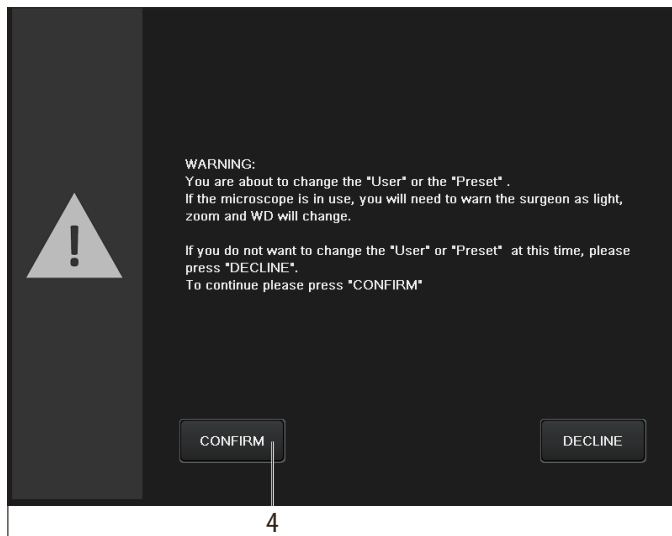 WARNING:
You are about to change the "User" or the "Preset" .
If the microscope is in use, you will need to warn the surgeon as light,
zoom and WD will change.
If you do not want to change the "User" or "Preset" at this time, please
press "DECLINE".
To continue please press "CONFIRM"
CONFIRM
DECLINE
4